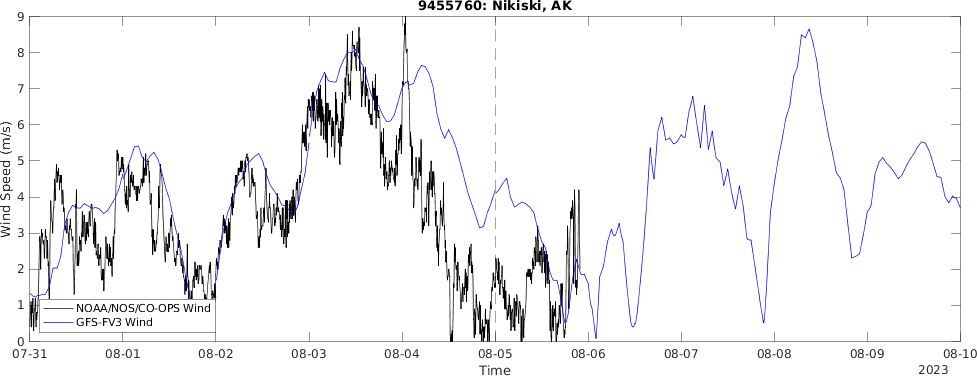 9455760: Nikiski, AK
Wind Speed (m/s)
9
8
7
6
5
4
3
2
1
0
NOAA/NOS/CO-OPS Wind
GFS-FV3 Wind
07-31 08-01 08-02 08-03 08-04 08-05 08-06 08-07 08-08 08-09 08-10
Time
2023